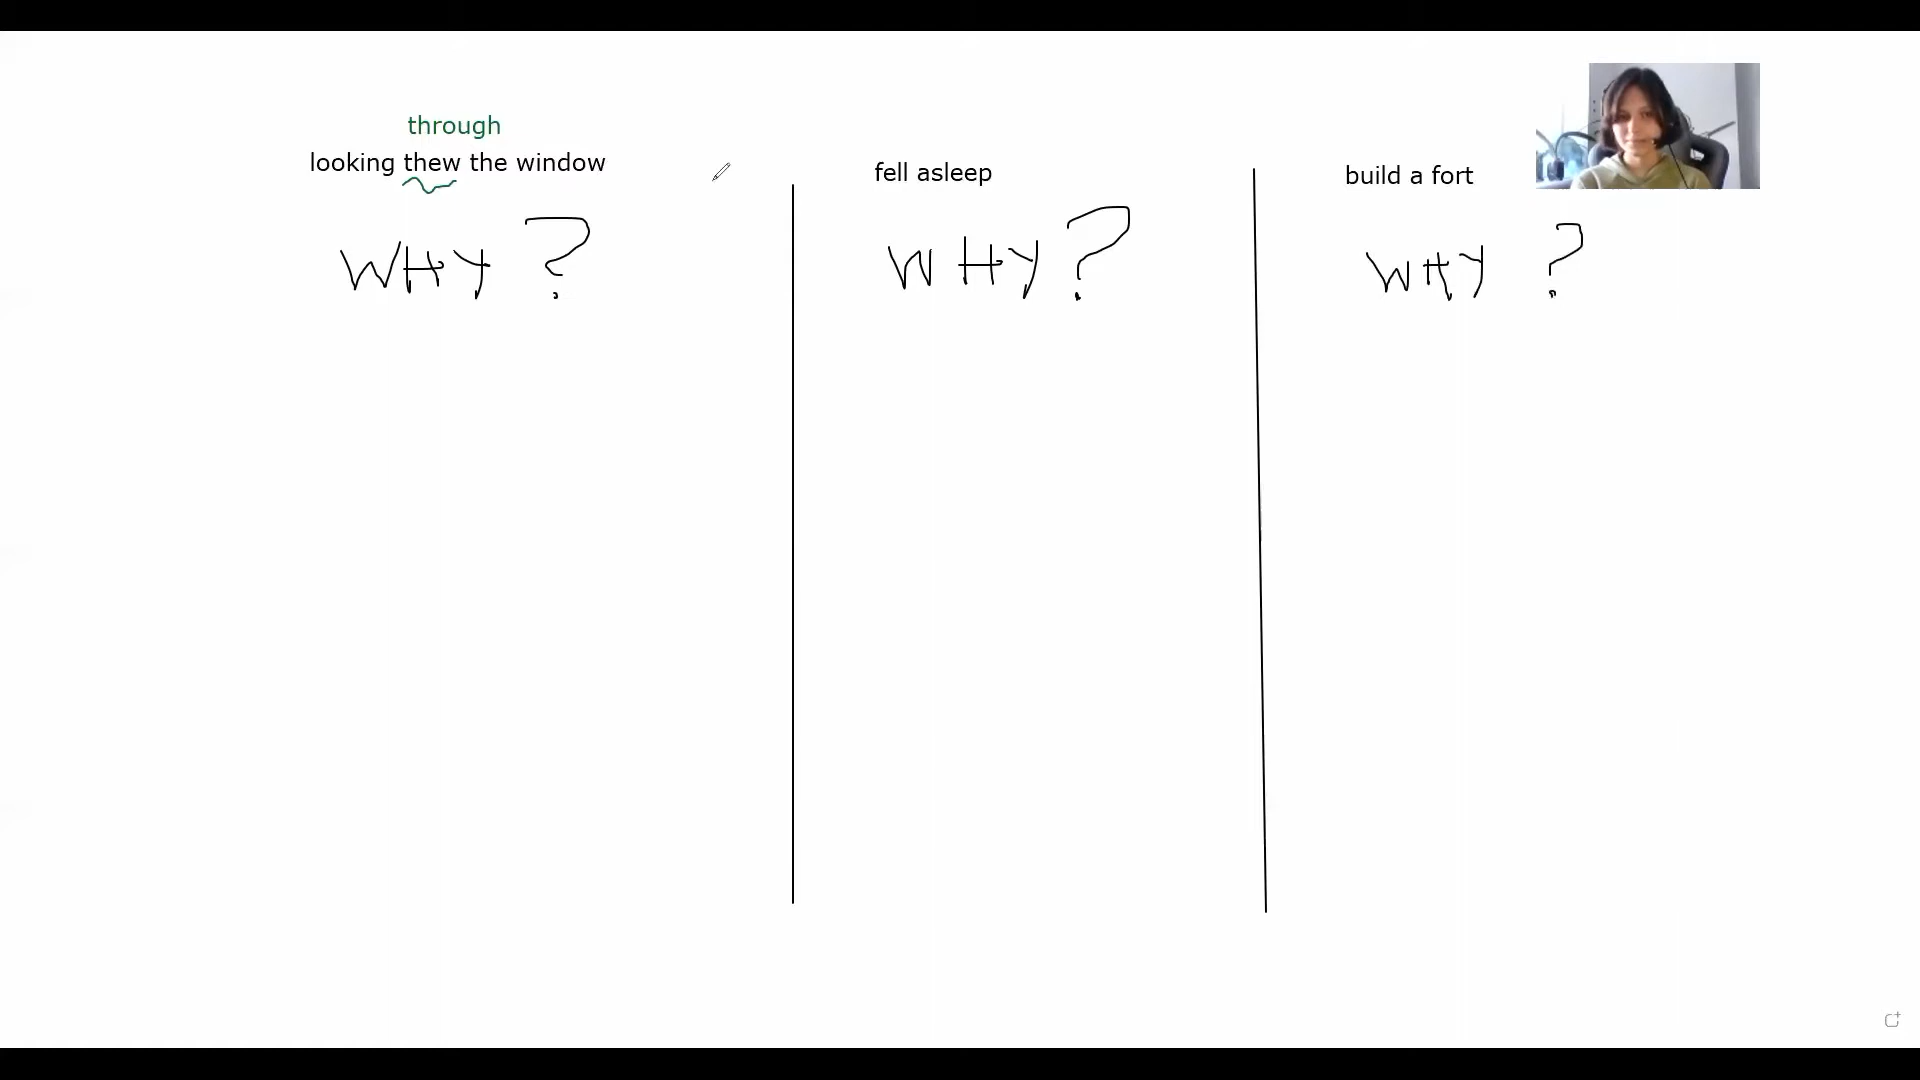 through
looking thew the window
WHY ?
fell asleep
WHY ?
build a fort
WHY ?